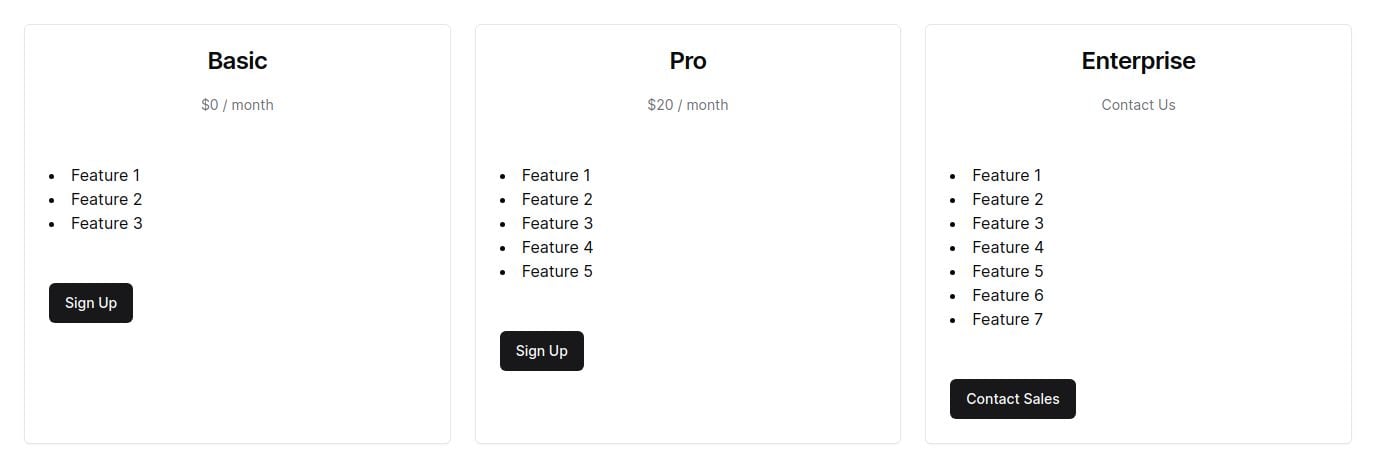 Basic
$0 / month
Feature 1
Feature 2
Feature 3
Sign Up
Pro
$20 / month
Feature 1
Feature 2
Feature 3
Feature 4
Feature 5
Sign Up
Enterprise
Contact Us
Feature 1
Feature 2
Feature 3
Feature 4
Feature 5
Feature 6
Feature 7
Contact Sales